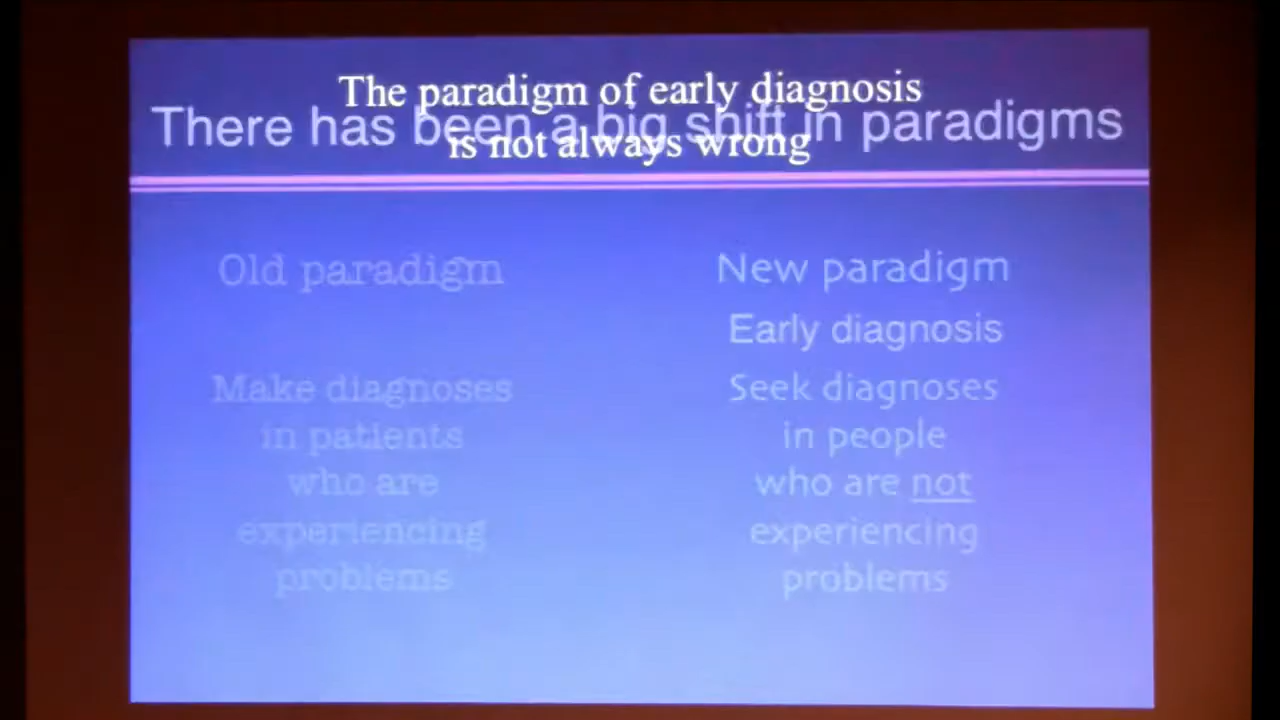 The paradigm of early diagnosis
There has been a big shift in paradigms
is not always wrong
Old paradigm
New paradigm
Early diagnosis
Make diagnoses
in patients
who are
experiencing
problems
Seek diagnoses
in people
who are not
experiencing
problems